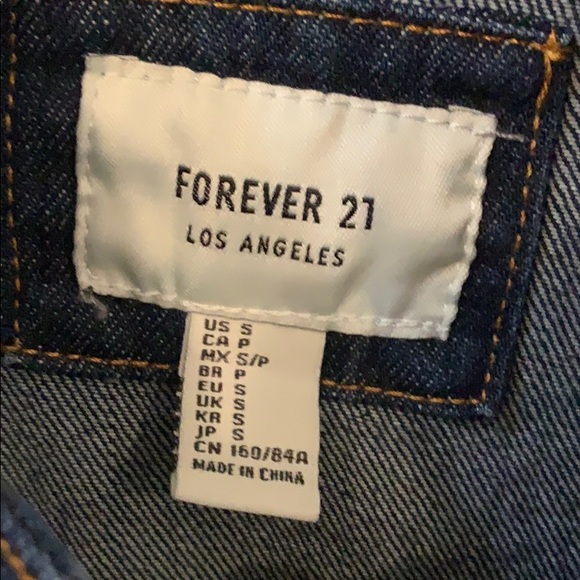 FOREVER 21
LOS ANGELES
US S
CA P
MX S/P
BR P
EU S
UK S
KR S
JP S
CN 160/84A
MADE IN CHINA